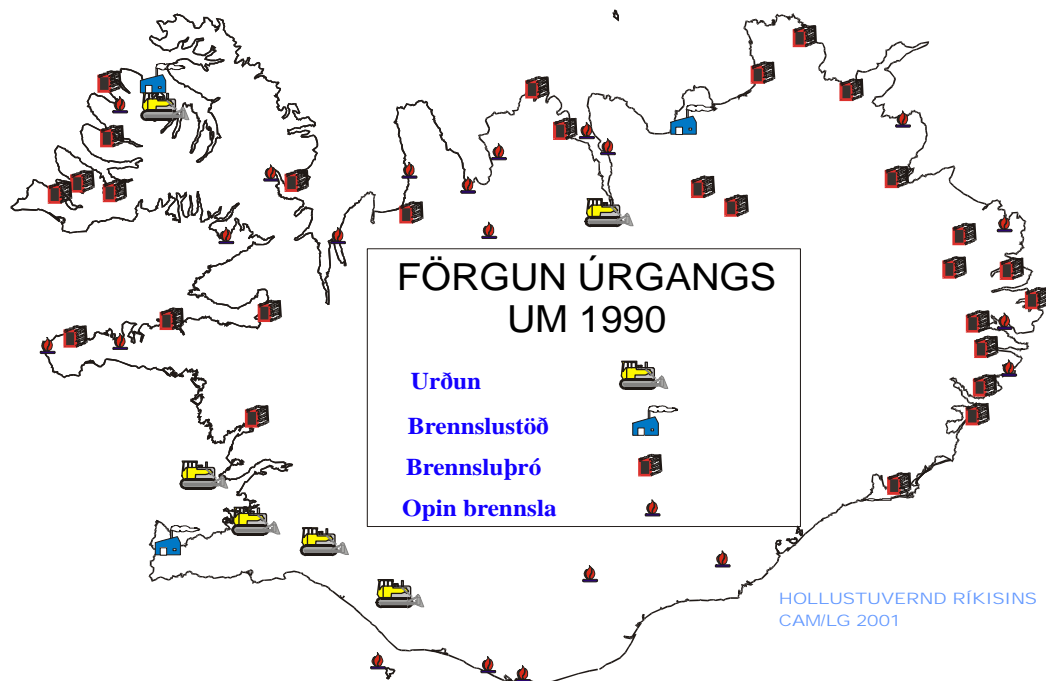 FÖRGUN ÚRGANGS
UM 1990
Urðun
Brennslustöð
Brennsluþró
Opin brennsla
HOLLUSTUVERND RÍKISINS
CAM/LG 2001